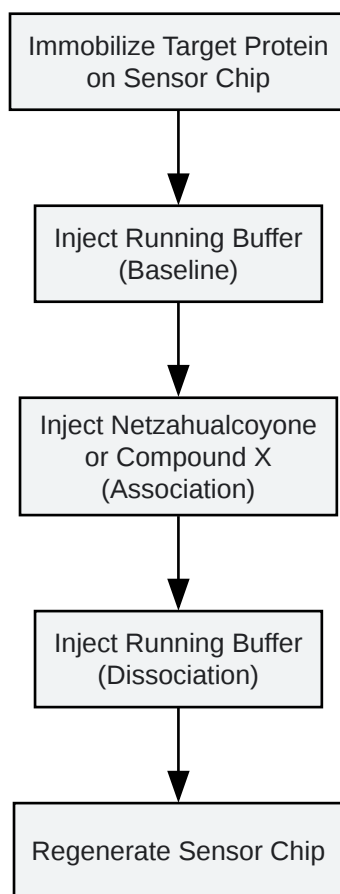 Immobilize Target Protein
on Sensor Chip
Inject Running Buffer
(Baseline)
Inject Netzahualcoyone
or Compound X
(Association)
Inject Running Buffer
(Dissociation)
Regenerate Sensor Chip